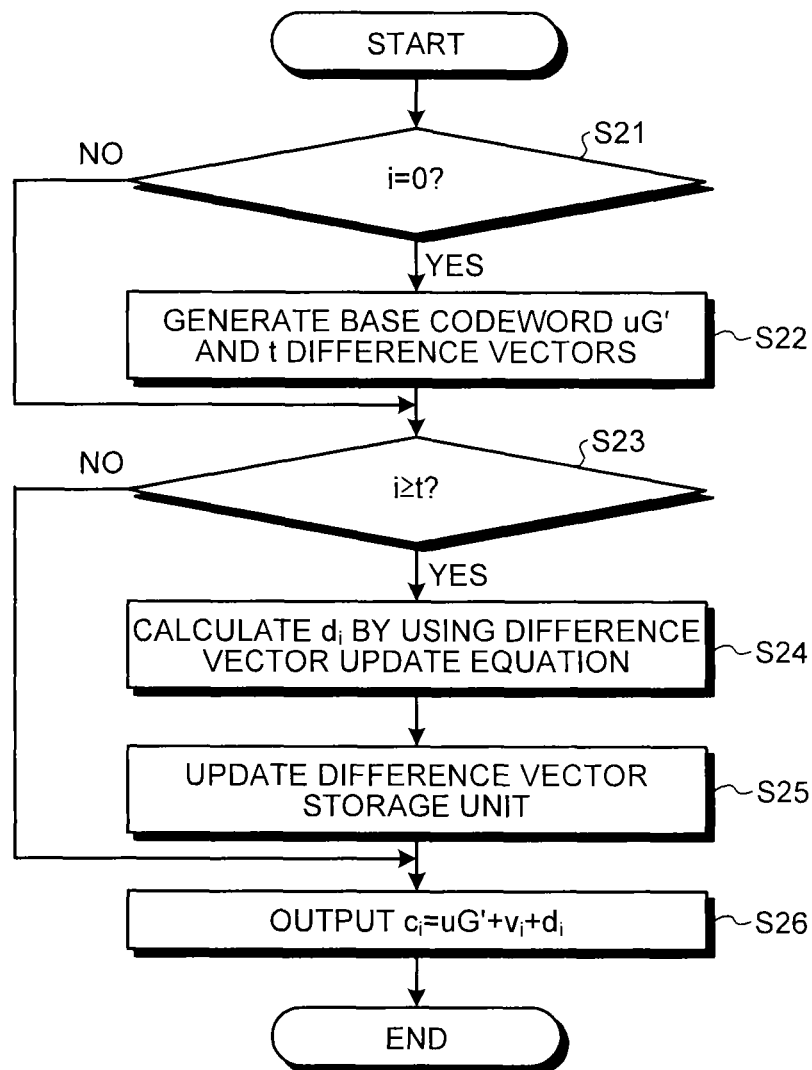 START
S21
NO
i=0?
YES
GENERATE BASE CODEWORD uG′
AND t DIFFERENCE VECTORS
S22
S23
NO
i≥t?
YES
CALCULATE dᵢ BY USING DIFFERENCE
VECTOR UPDATE EQUATION
S24
UPDATE DIFFERENCE VECTOR
STORAGE UNIT
S25
OUTPUT cᵢ=uG′+vᵢ+dᵢ
S26
END